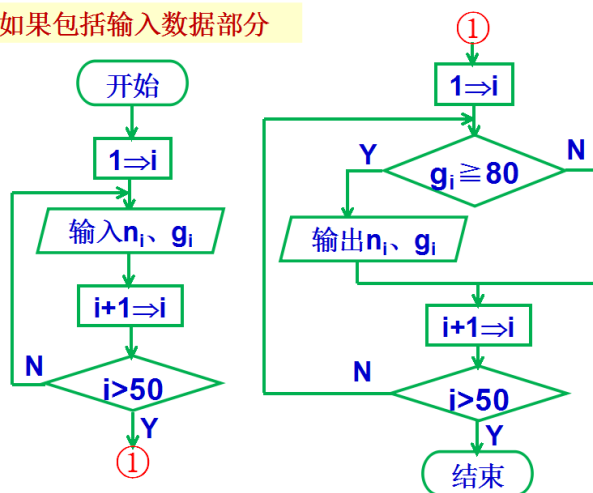 如果包括输入数据部分
开始
1⇒i
输入nᵢ、gᵢ
i+1⇒i
N
i>50
Y
①
①
1⇒i
Y
N
gᵢ≧80
输出nᵢ、gᵢ
i+1⇒i
N
i>50
Y
结束